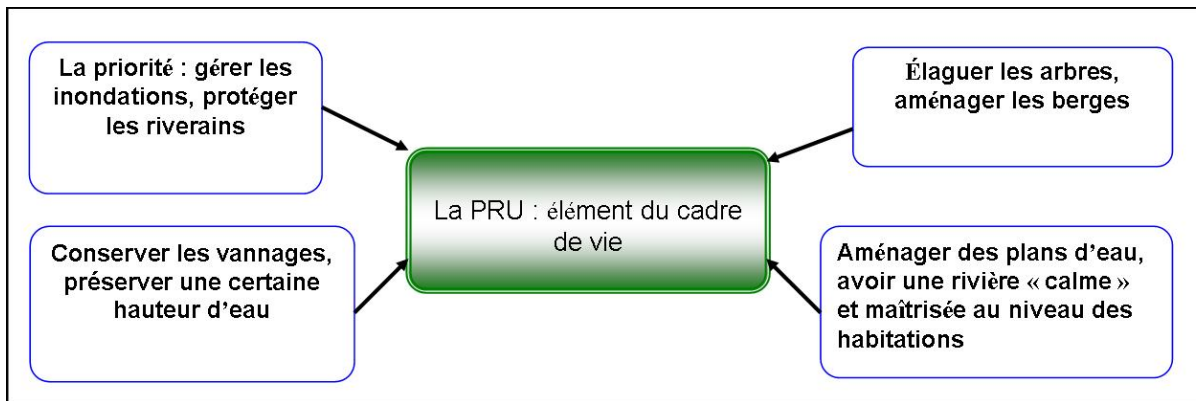 La priorité : gérer les
inondations, protéger
les riverains
Élaguer les arbres,
aménager les berges
La PRU : élément du cadre
de vie
Conserver les vannages,
préserver une certaine
hauteur d'eau
Aménager des plans d'eau,
avoir une rivière « calme »
et maîtrisée au niveau des
habitations